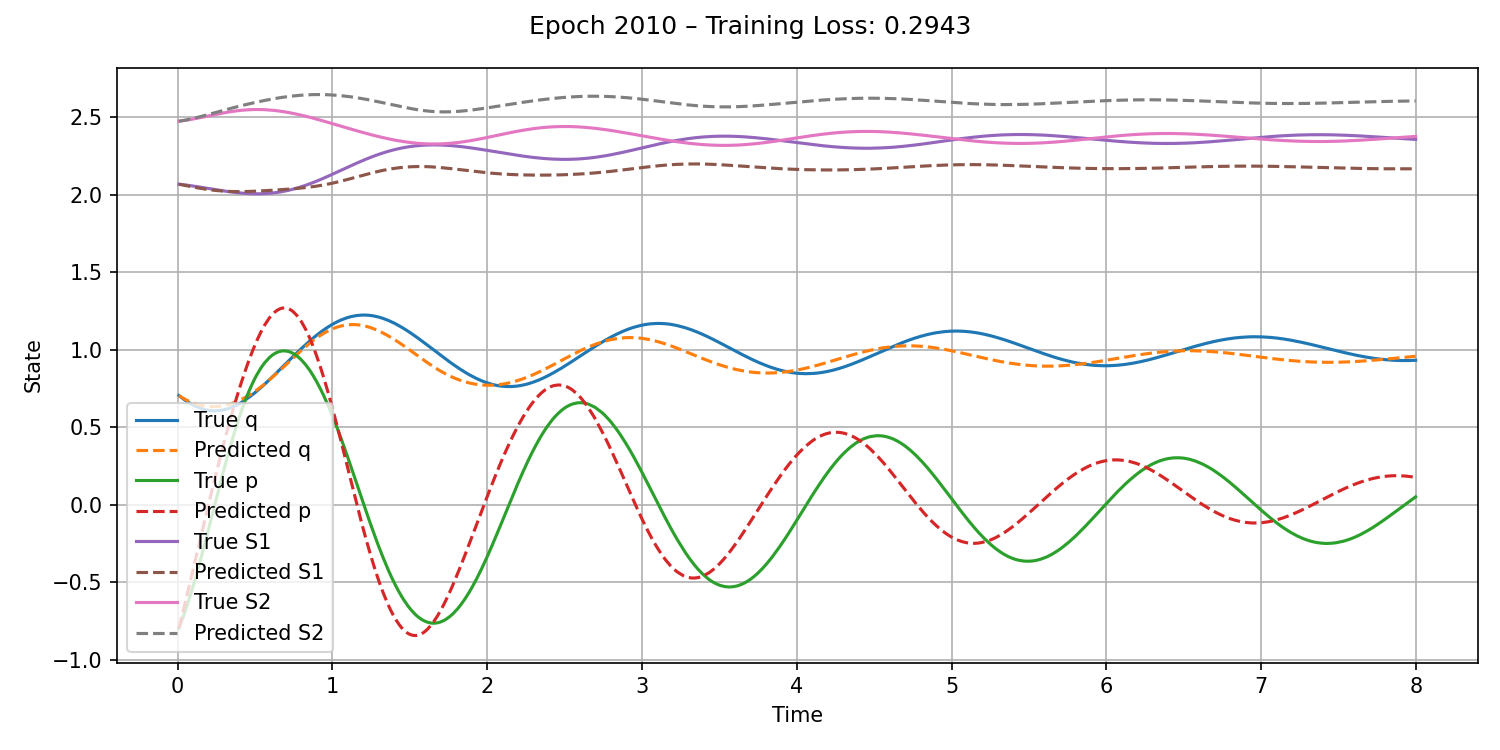 Epoch 2010 – Training Loss: 0.2943
State
2.5
2.0
1.5
1.0
0.5
0.0
−0.5
−1.0
True q
Predicted q
True p
Predicted p
True S1
Predicted S1
True S2
Predicted S2
0 1 2 3 4 5 6 7 8
Time